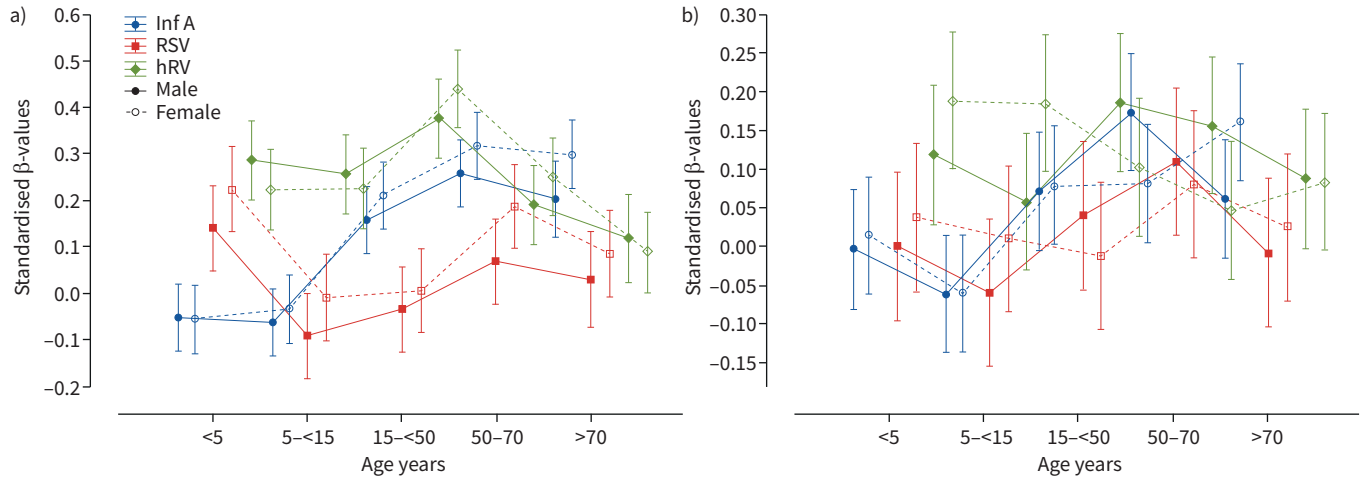 a)
0.6
0.5
0.4
0.3
0.2
0.1
0.0
–0.1
–0.2
Standardised β-values
Inf A
RSV
hRV
Male
Female
<5
5–<15
15–<50
50–70
>70
Age years
b)
0.30
0.25
0.20
0.15
0.10
0.05
0.00
–0.05
–0.10
–0.15
Standardised β-values
<5
5–<15
15–<50
50–70
>70
Age years